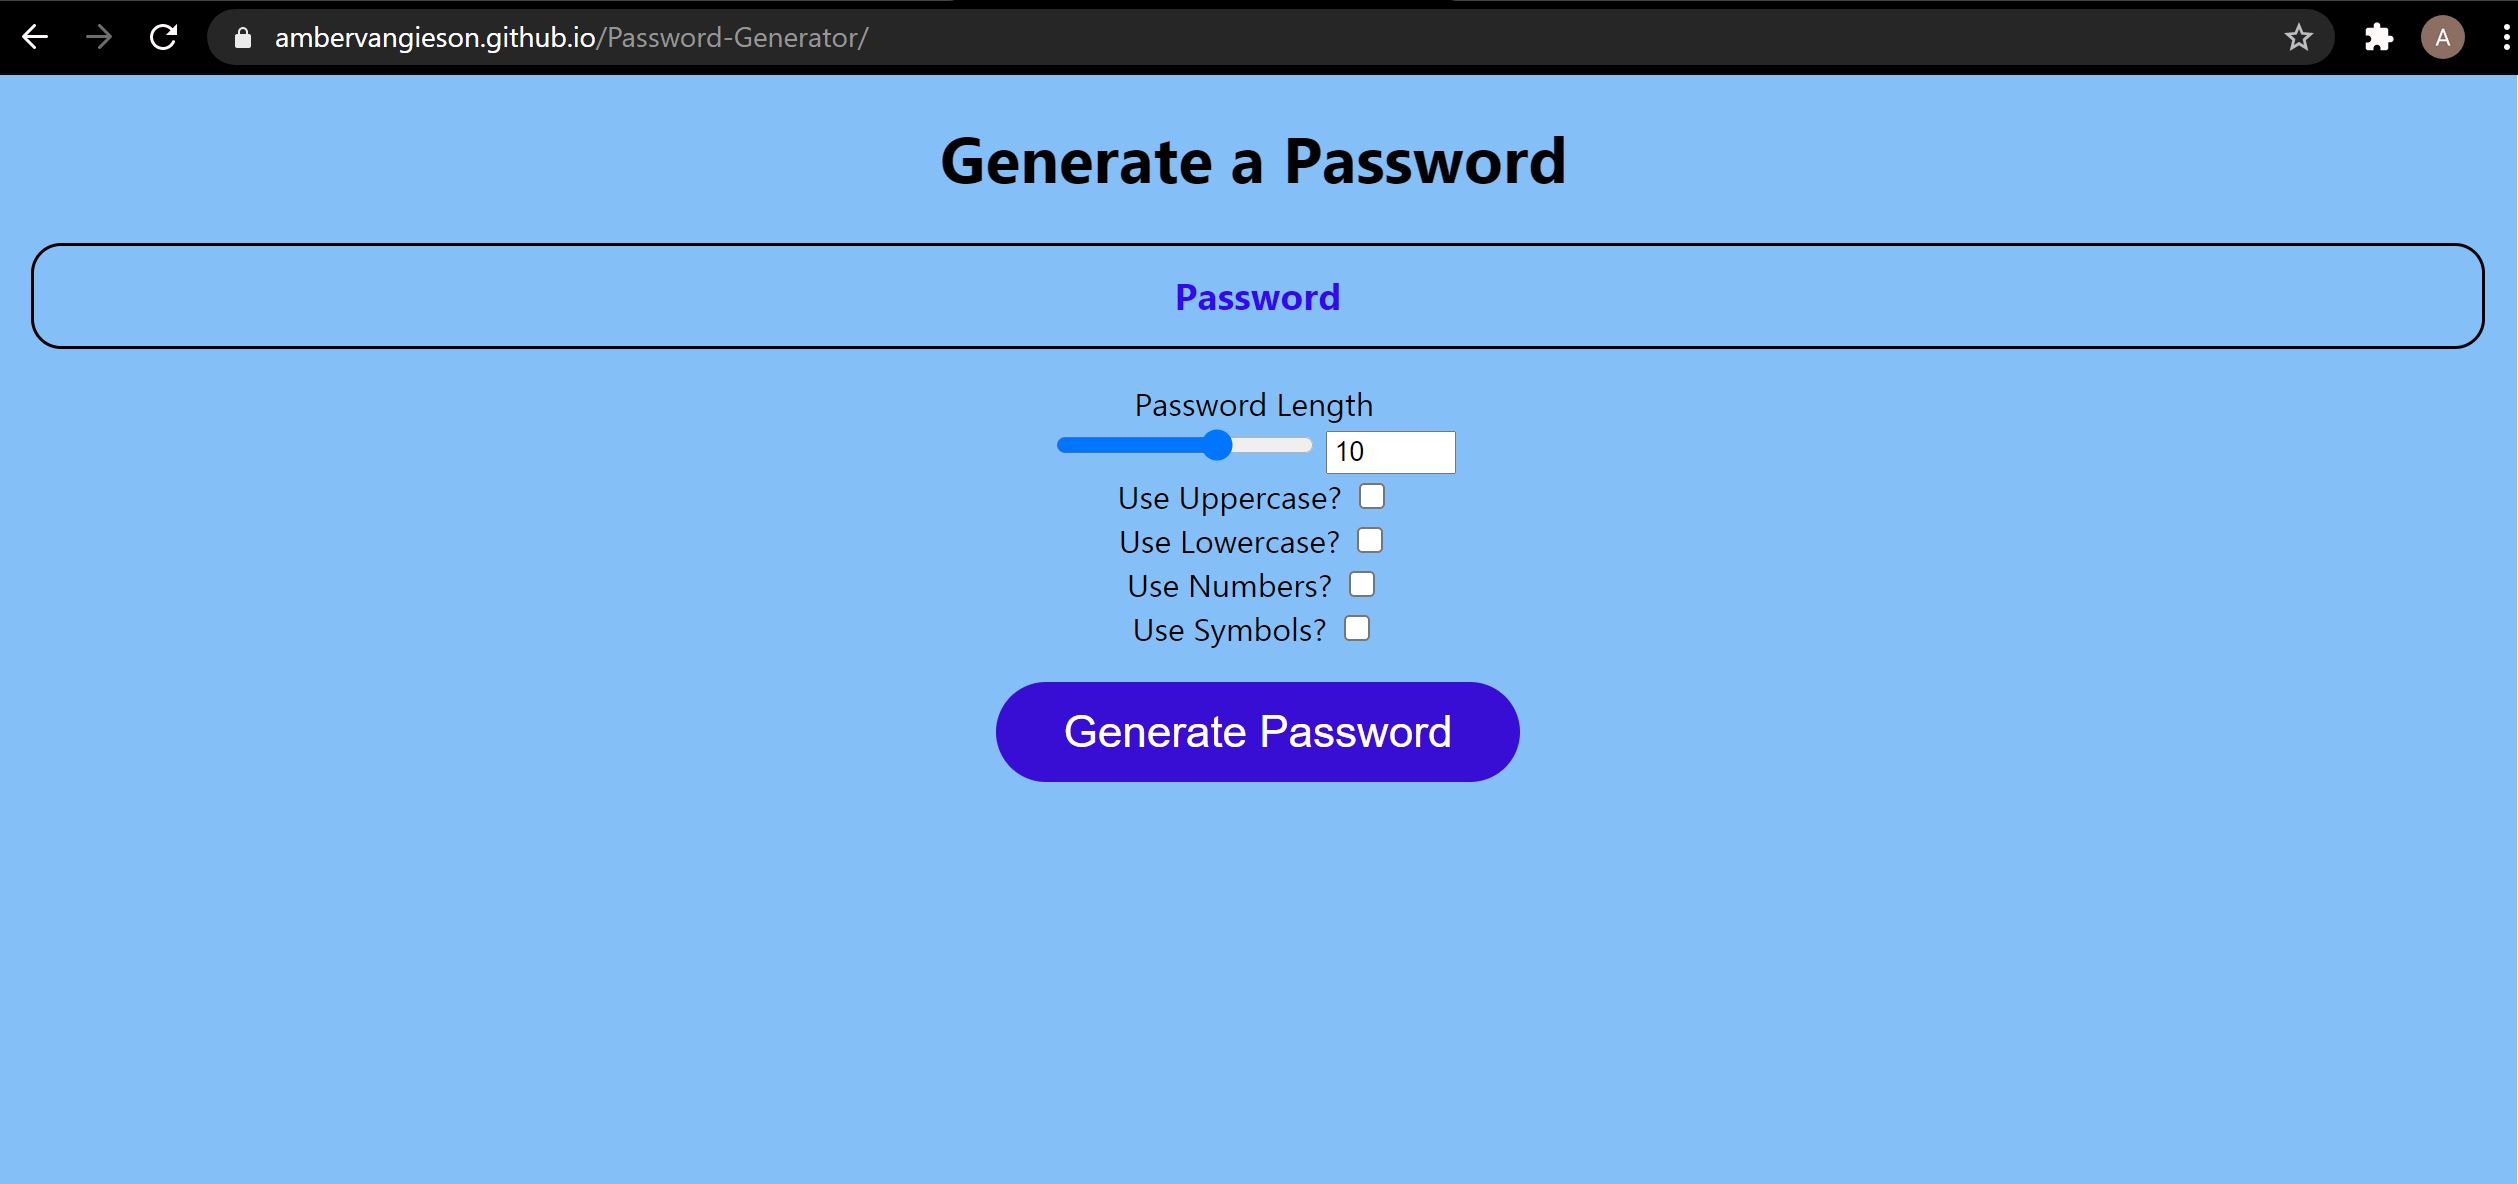 ambervangieson.github.io/Password-Generator/
A
Generate a Password
Password
Password Length
10
Use Uppercase?
Use Lowercase?
Use Numbers?
Use Symbols?
Generate Password